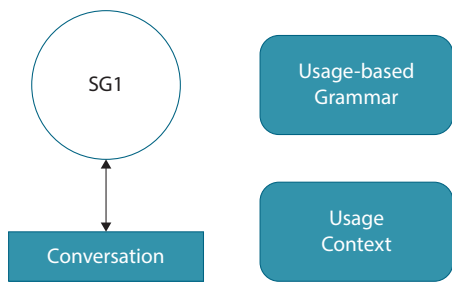 SG1
Usage-based
Grammar
Conversation
Usage
Context